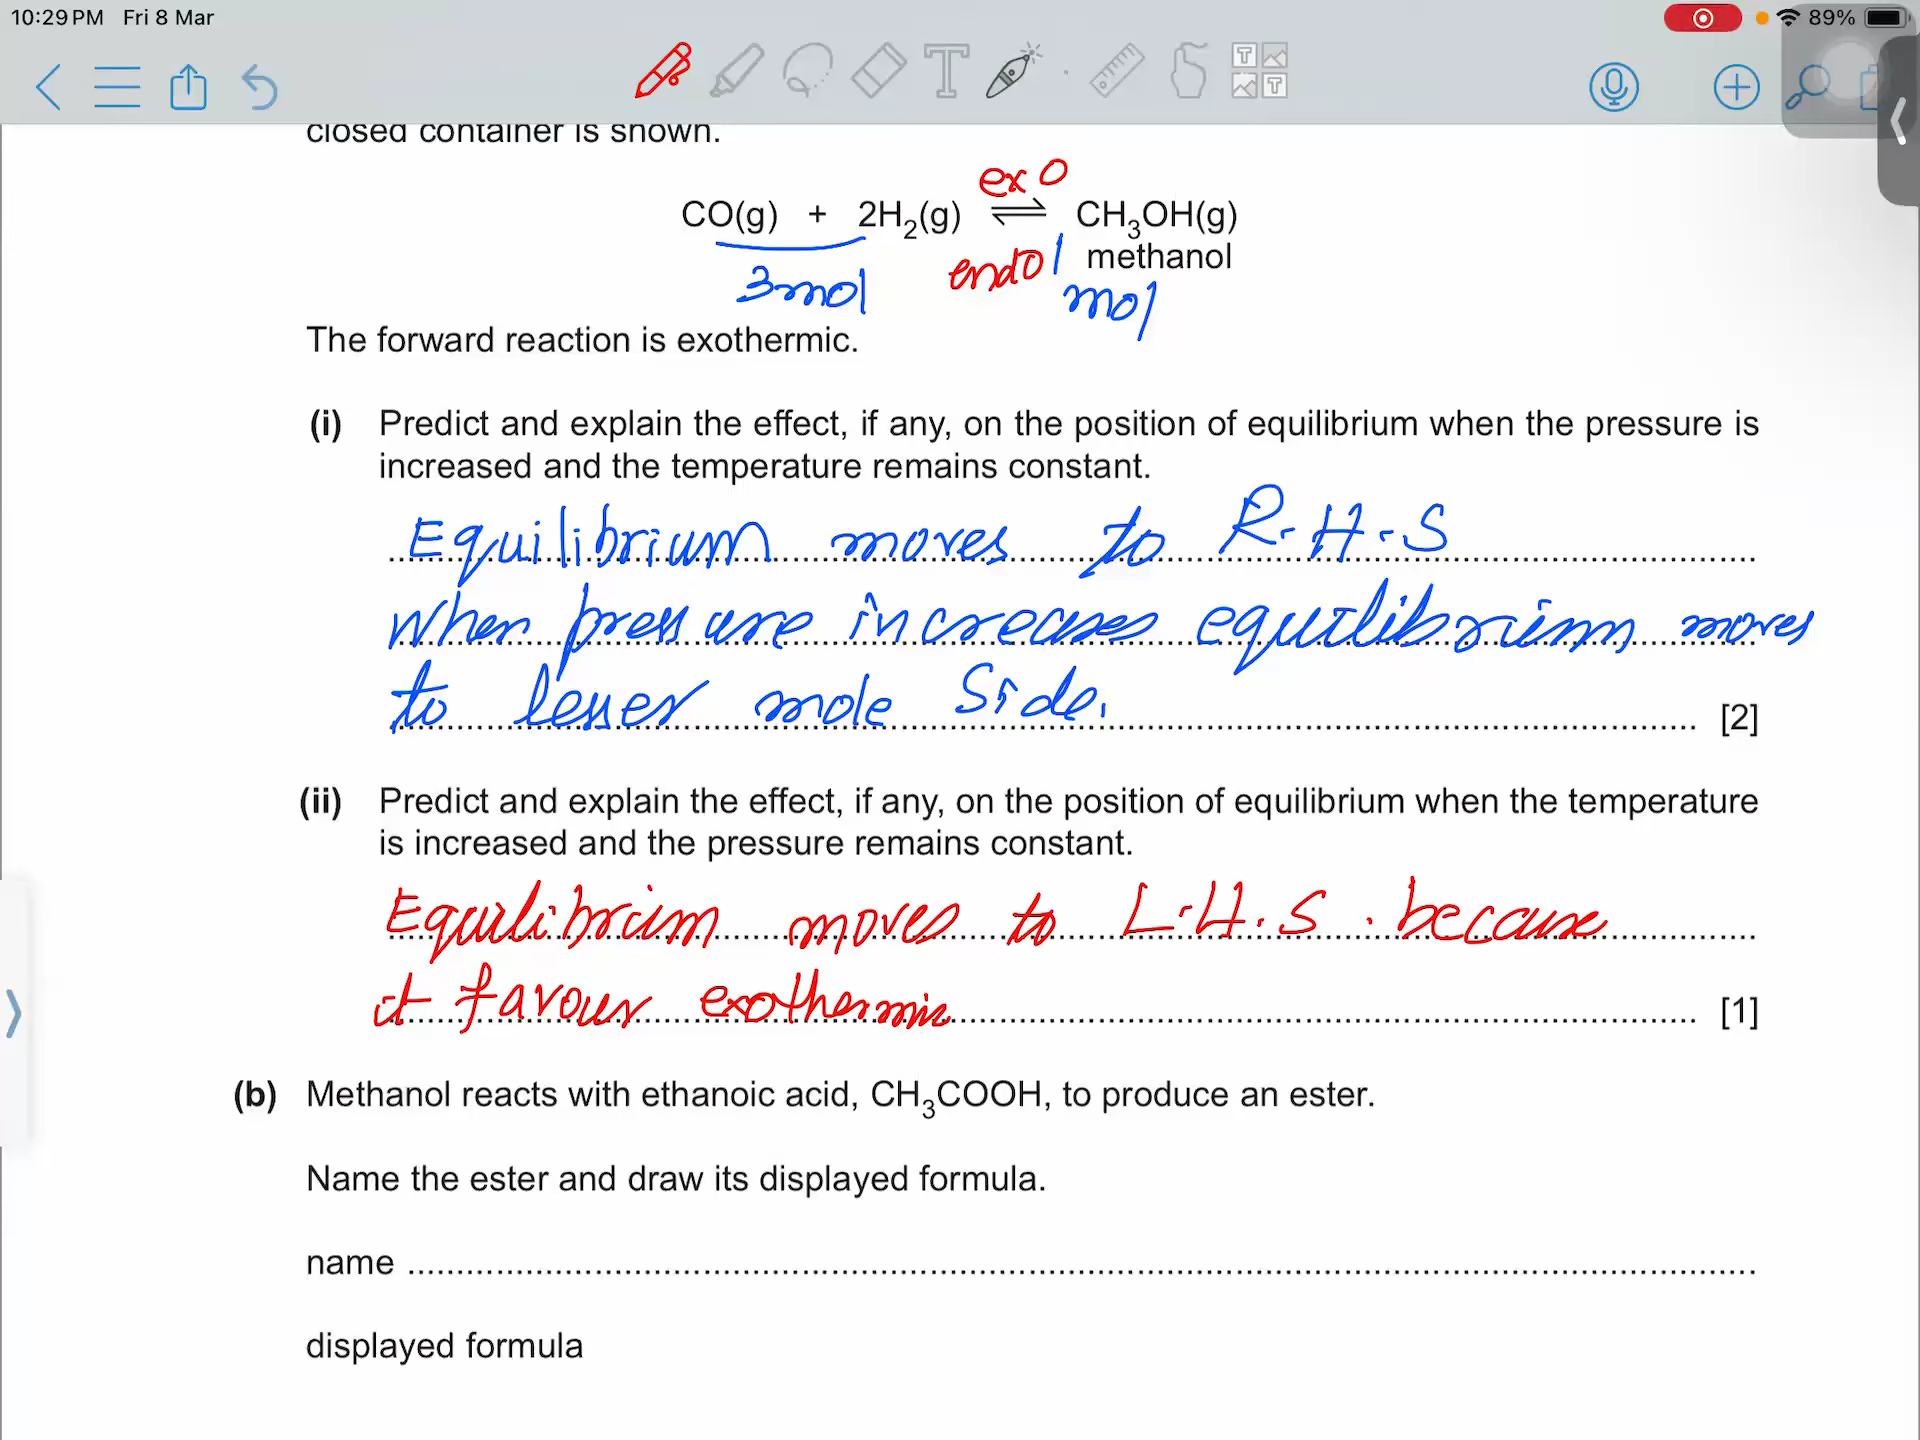 10:29 PM Fri 8 Mar 89%
closed container is shown.
exo
CO(g) + 2H₂(g) ⇌ CH₃OH(g)
endo 1 methanol
3mol mol
The forward reaction is exothermic.
(i) Predict and explain the effect, if any, on the position of equilibrium when the pressure is
increased and the temperature remains constant.
Equilibrium moves to R.H.S
when pressure increases equilibrium moves
to lesser mole side.
[2]
(ii) Predict and explain the effect, if any, on the position of equilibrium when the temperature
is increased and the pressure remains constant.
Equilibrium moves to L.H.S. because
it favour exothermic
[1]
(b) Methanol reacts with ethanoic acid, CH₃COOH, to produce an ester.
Name the ester and draw its displayed formula.
name
displayed formula